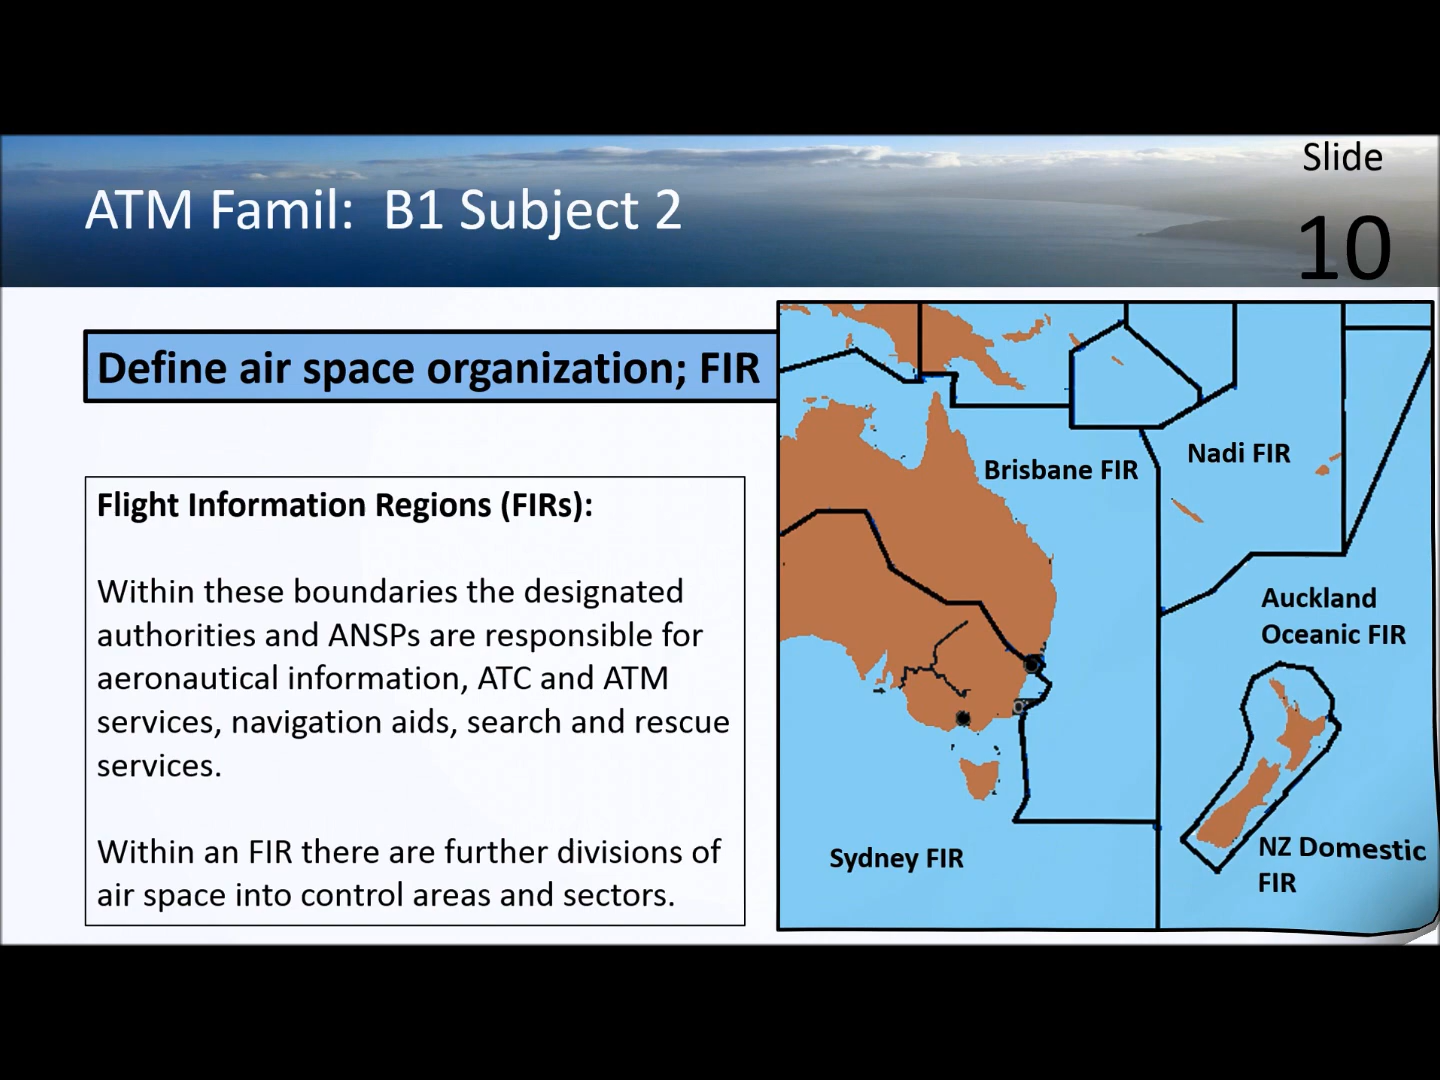 ATM Famil:  B1 Subject 2
Slide
10
Define air space organization; FIR
Flight Information Regions (FIRs):
Within these boundaries the designated
authorities and ANSPs are responsible for
aeronautical information, ATC and ATM
services, navigation aids, search and rescue
services.
Within an FIR there are further divisions of
air space into control areas and sectors.
Brisbane FIR
Nadi FIR
Auckland
Oceanic FIR
Sydney FIR
NZ Domestic
FIR